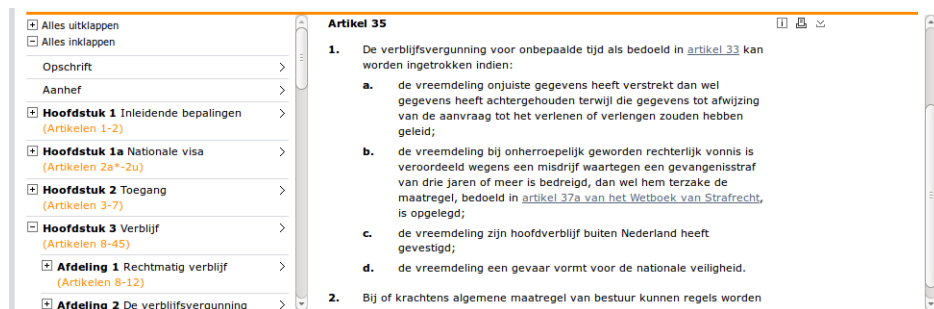 Alles uitklappen
Alles inklappen
Opschrift
Aanhef
Hoofdstuk 1 Inleidende bepalingen
(Artikelen 1-2)
Hoofdstuk 1a Nationale visa
(Artikelen 2a*-2u)
Hoofdstuk 2 Toegang
(Artikelen 3-7)
Hoofdstuk 3 Verblijf
(Artikelen 8-45)
Afdeling 1 Rechtmatig verblijf
(Artikelen 8-12)
Afdeling 2 De verblijfsvergunning
Artikel 35
1. De verblijfsvergunning voor onbepaalde tijd als bedoeld in artikel 33 kan
worden ingetrokken indien:
a. de vreemdeling onjuiste gegevens heeft verstrekt dan wel
gegevens heeft achtergehouden terwijl die gegevens tot afwijzing
van de aanvraag tot het verlenen of verlengen zouden hebben
geleid;
b. de vreemdeling bij onherroepelijk geworden rechterlijk vonnis is
veroordeeld wegens een misdrijf waartegen een gevangenisstraf
van drie jaren of meer is bedreigd, dan wel hem terzake de
maatregel, bedoeld in artikel 37a van het Wetboek van Strafrecht,
is opgelegd;
c. de vreemdeling zijn hoofdverblijf buiten Nederland heeft
gevestigd;
d. de vreemdeling een gevaar vormt voor de nationale veiligheid.
2. Bij of krachtens algemene maatregel van bestuur kunnen regels worden